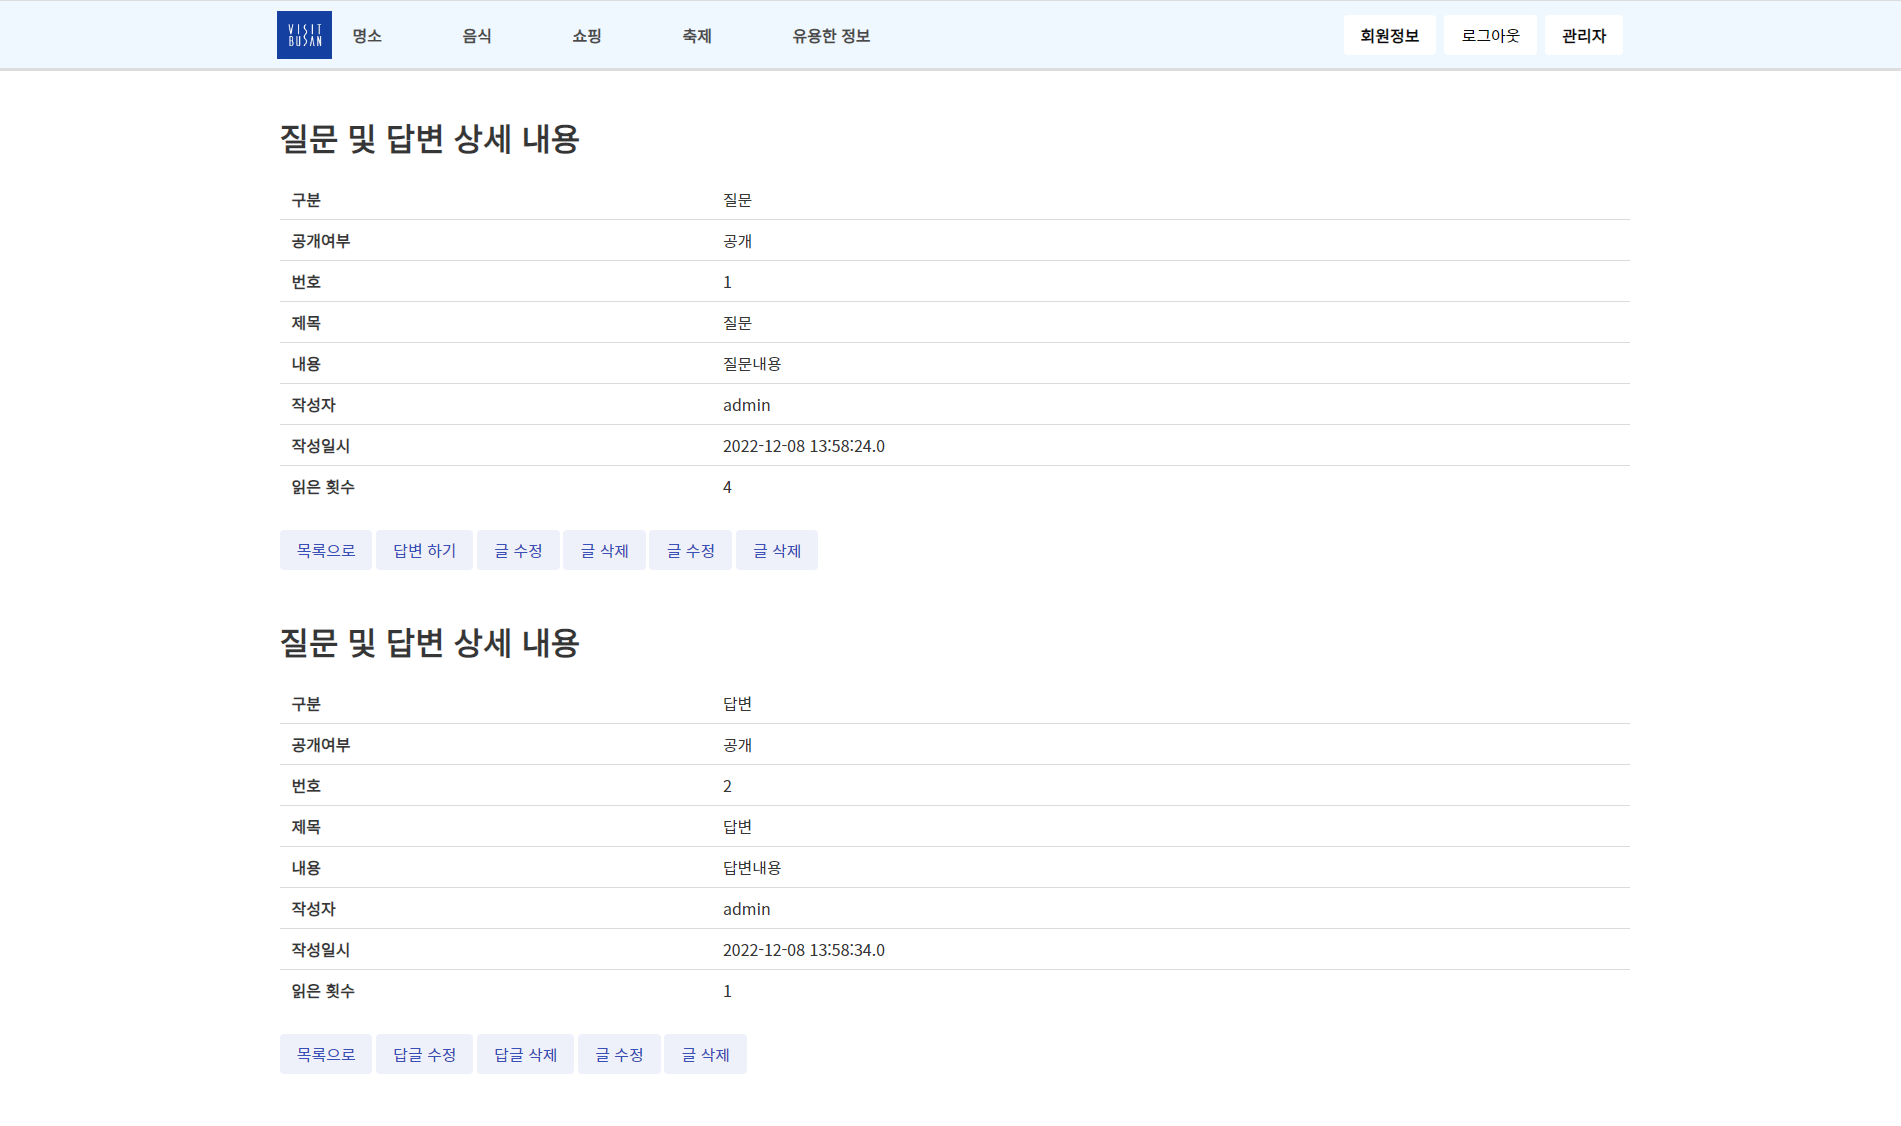 VISIT
BUSAN
명소 음식 쇼핑 축제 유용한 정보 회원정보 로그아웃 관리자
질문 및 답변 상세 내용
구분 질문
공개여부 공개
번호 1
제목 질문
내용 질문내용
작성자 admin
작성일시 2022-12-08 13:58:24.0
읽은 횟수 4
목록으로 답변 하기 글 수정 글 삭제 글 수정 글 삭제
질문 및 답변 상세 내용
구분 답변
공개여부 공개
번호 2
제목 답변
내용 답변내용
작성자 admin
작성일시 2022-12-08 13:58:34.0
읽은 횟수 1
목록으로 답글 수정 답글 삭제 글 수정 글 삭제